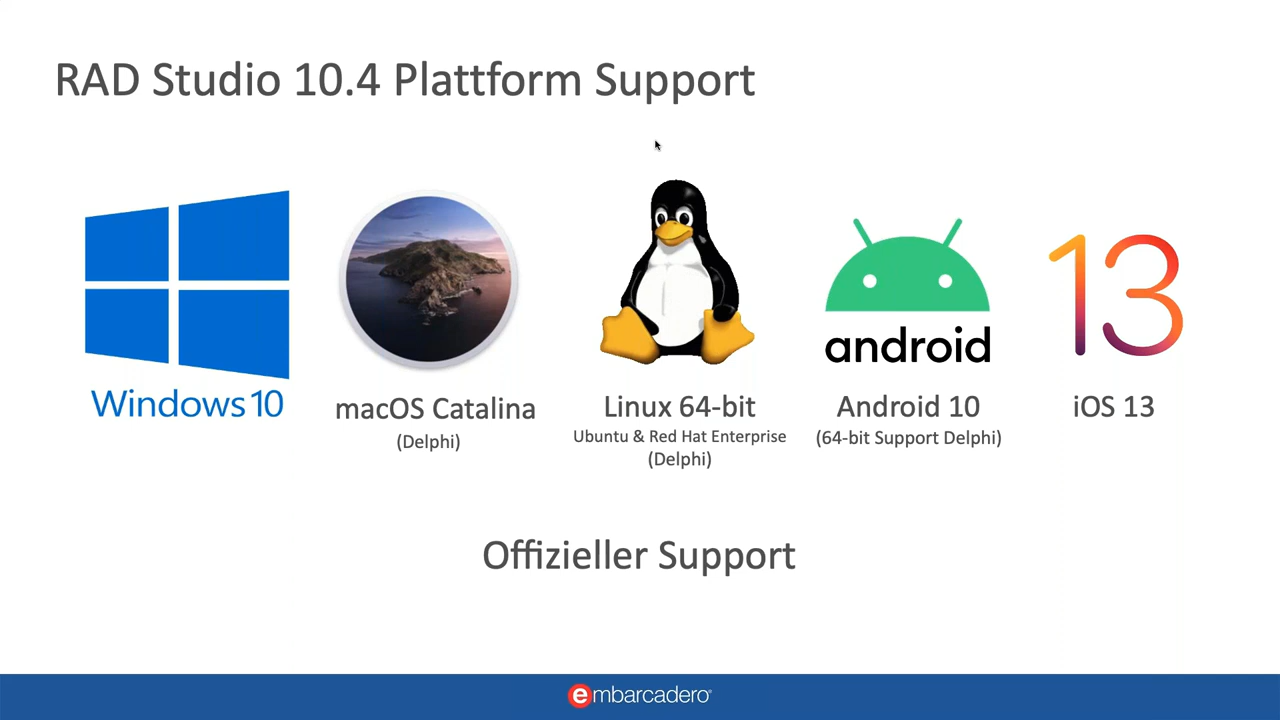 RAD Studio 10.4 Plattform Support
Windows 10
macOS Catalina
(Delphi)
Linux 64-bit
Ubuntu & Red Hat Enterprise
(Delphi)
android
Android 10
(64-bit Support Delphi)
13
iOS 13
Offizieller Support
embarcadero®